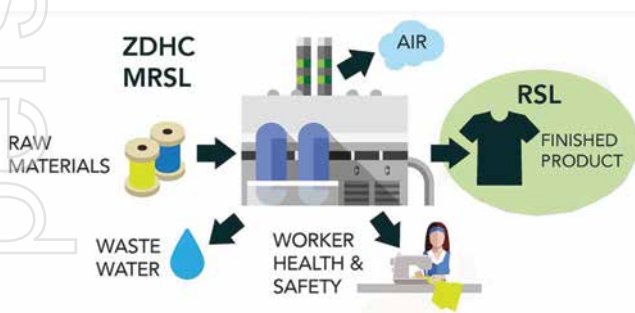 ZDHC
MRSL
AIR
RSL
RAW
MATERIALS
FINISHED
PRODUCT
WASTE
WATER
WORKER
HEALTH &
SAFETY